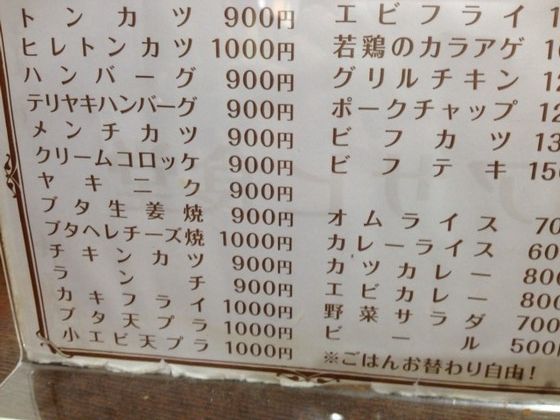 トンカツ 900円
ヒレトンカツ 1000円
ハンバーグ 900円
テリヤキハンバーグ 900円
メンチカツ 900円
クリームコロッケ 900円
ヤキニク 900円
ブタ生姜焼 900円
ブタヘレチーズ焼 1000円
チキンカツ 900円
ランチ 900円
カキフライ 1000円
ブタ天プラ 1000円
小エビ天プラ 1000円
エビフライ
若鶏のカラアゲ
グリルチキン
ポークチャップ
ビフカツ
ビフテキ
オムライス
カレーライス
カツカレー
エビカレー
野菜サラダ 700
ビール 500円
※ごはんお替わり自由!